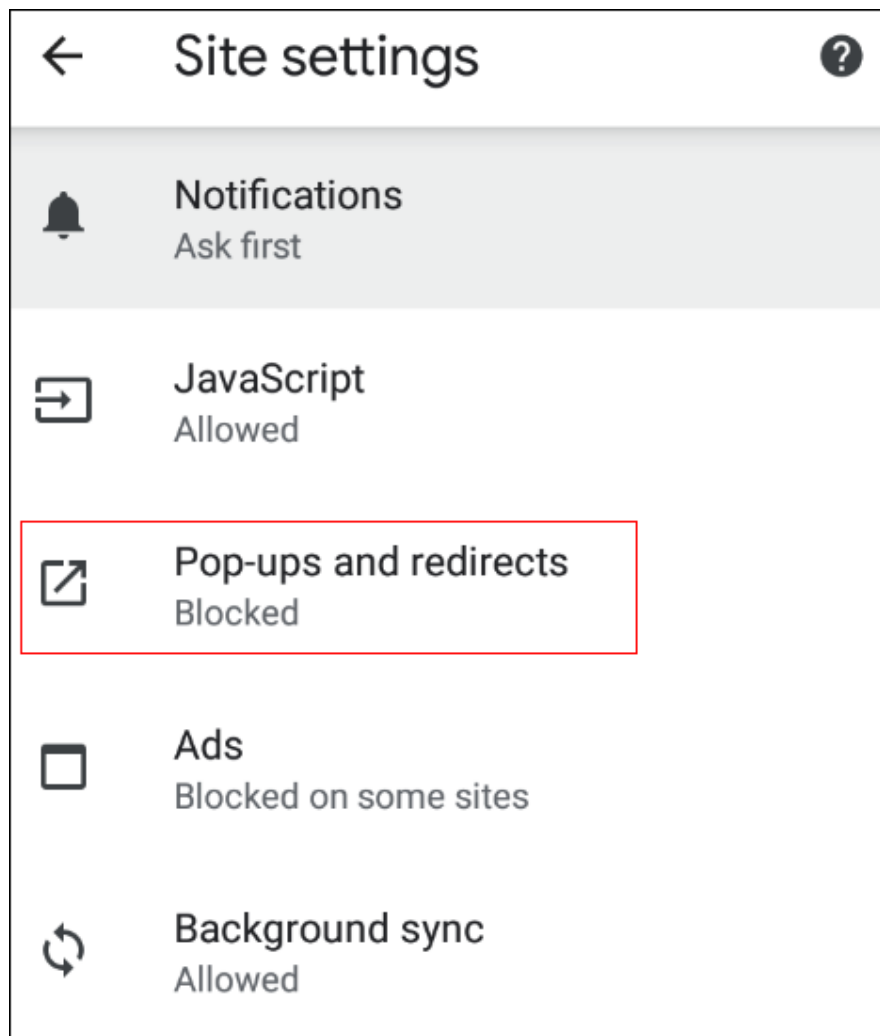 Site settings
Notifications
Ask first
JavaScript
Allowed
Pop-ups and redirects
Blocked
Ads
Blocked on some sites
Background sync
Allowed